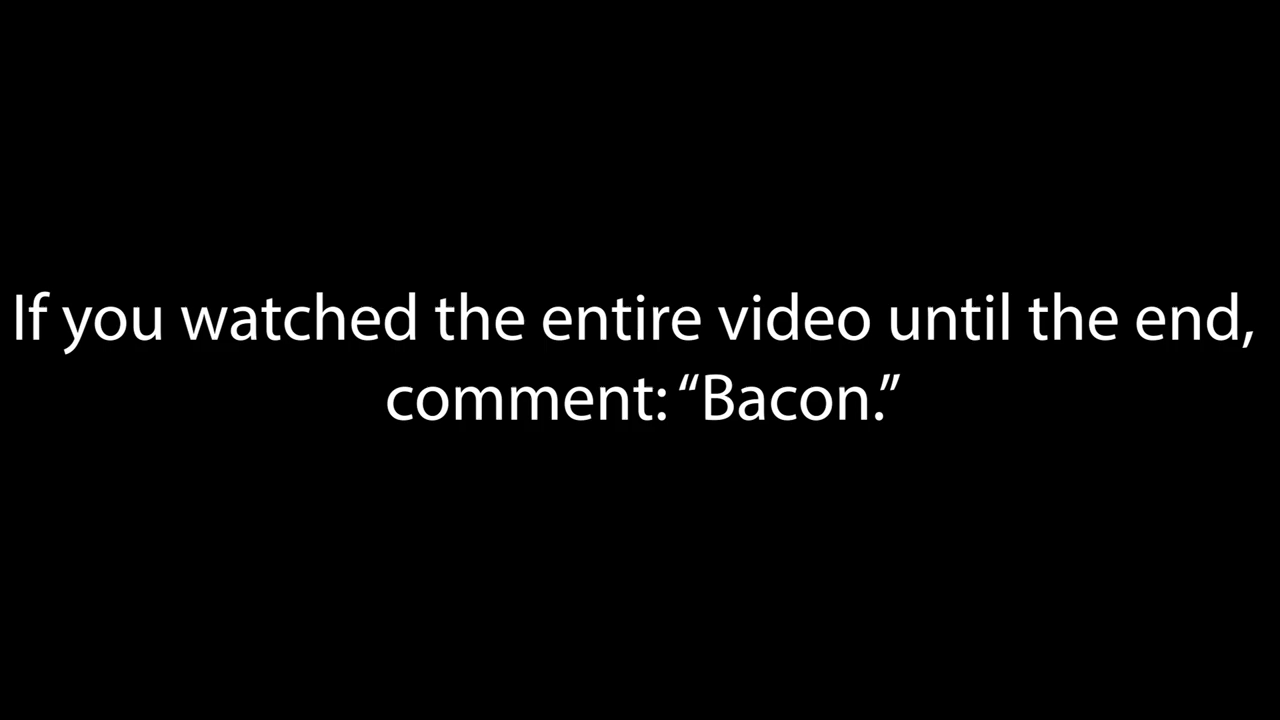 If you watched the entire video until the end,
comment: “Bacon.”